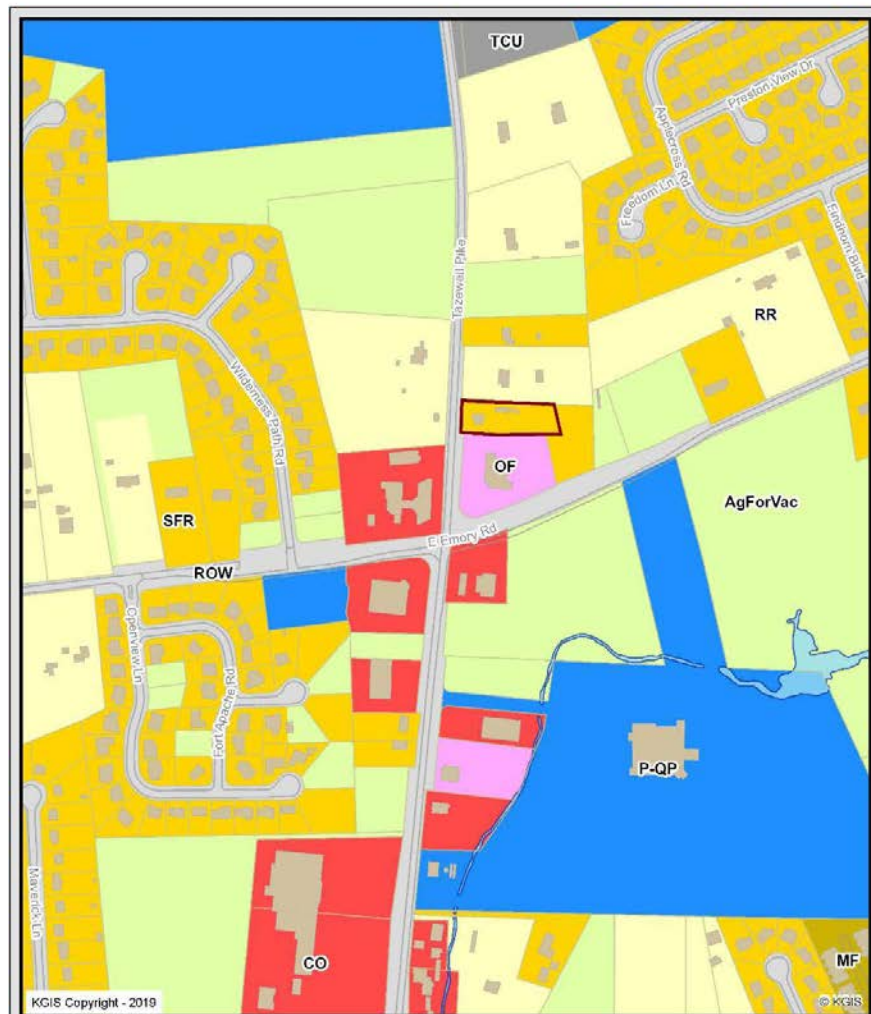 TCU
Preston View Dr
Applecross Rd
Freedom Ln
Findhorn Blvd
Tazewell Pike
RR
Wilderness Path Rd
OF
AgForVac
SFR
E Emory Rd
ROW
Openview Ln
Fort Apache Rd
P-QP
Maverick Ln
CO
MF
KGIS Copyright - 2019
© KGIS